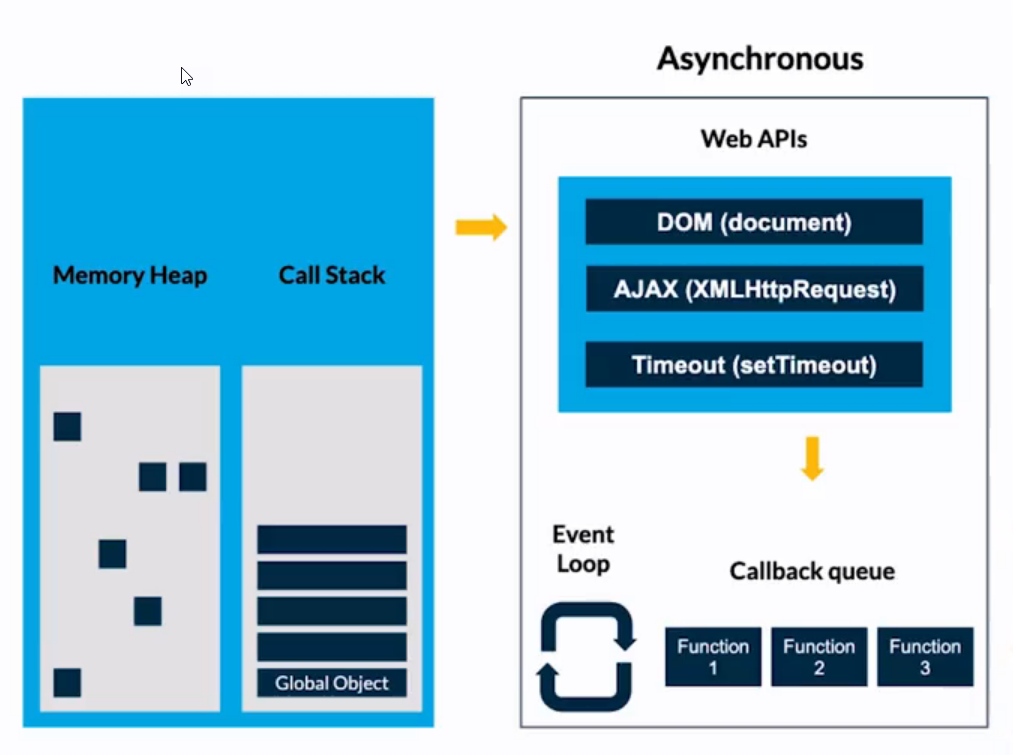 Asynchronous
Memory Heap
Call Stack
Global Object
Web APIs
DOM (document)
AJAX (XMLHttpRequest)
Timeout (setTimeout)
Event
Loop
Callback queue
Function
1
Function
2
Function
3